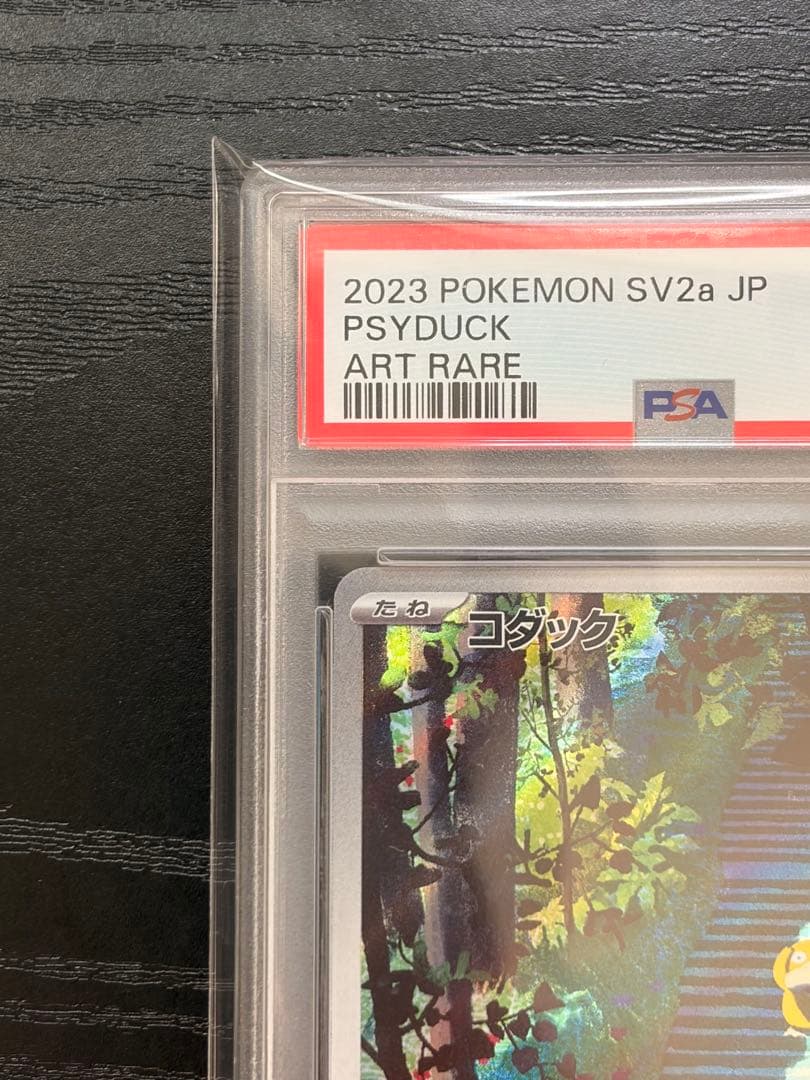 2023 POKEMON SV2a JP
PSYDUCK
ART RARE
PSA
たね コダック